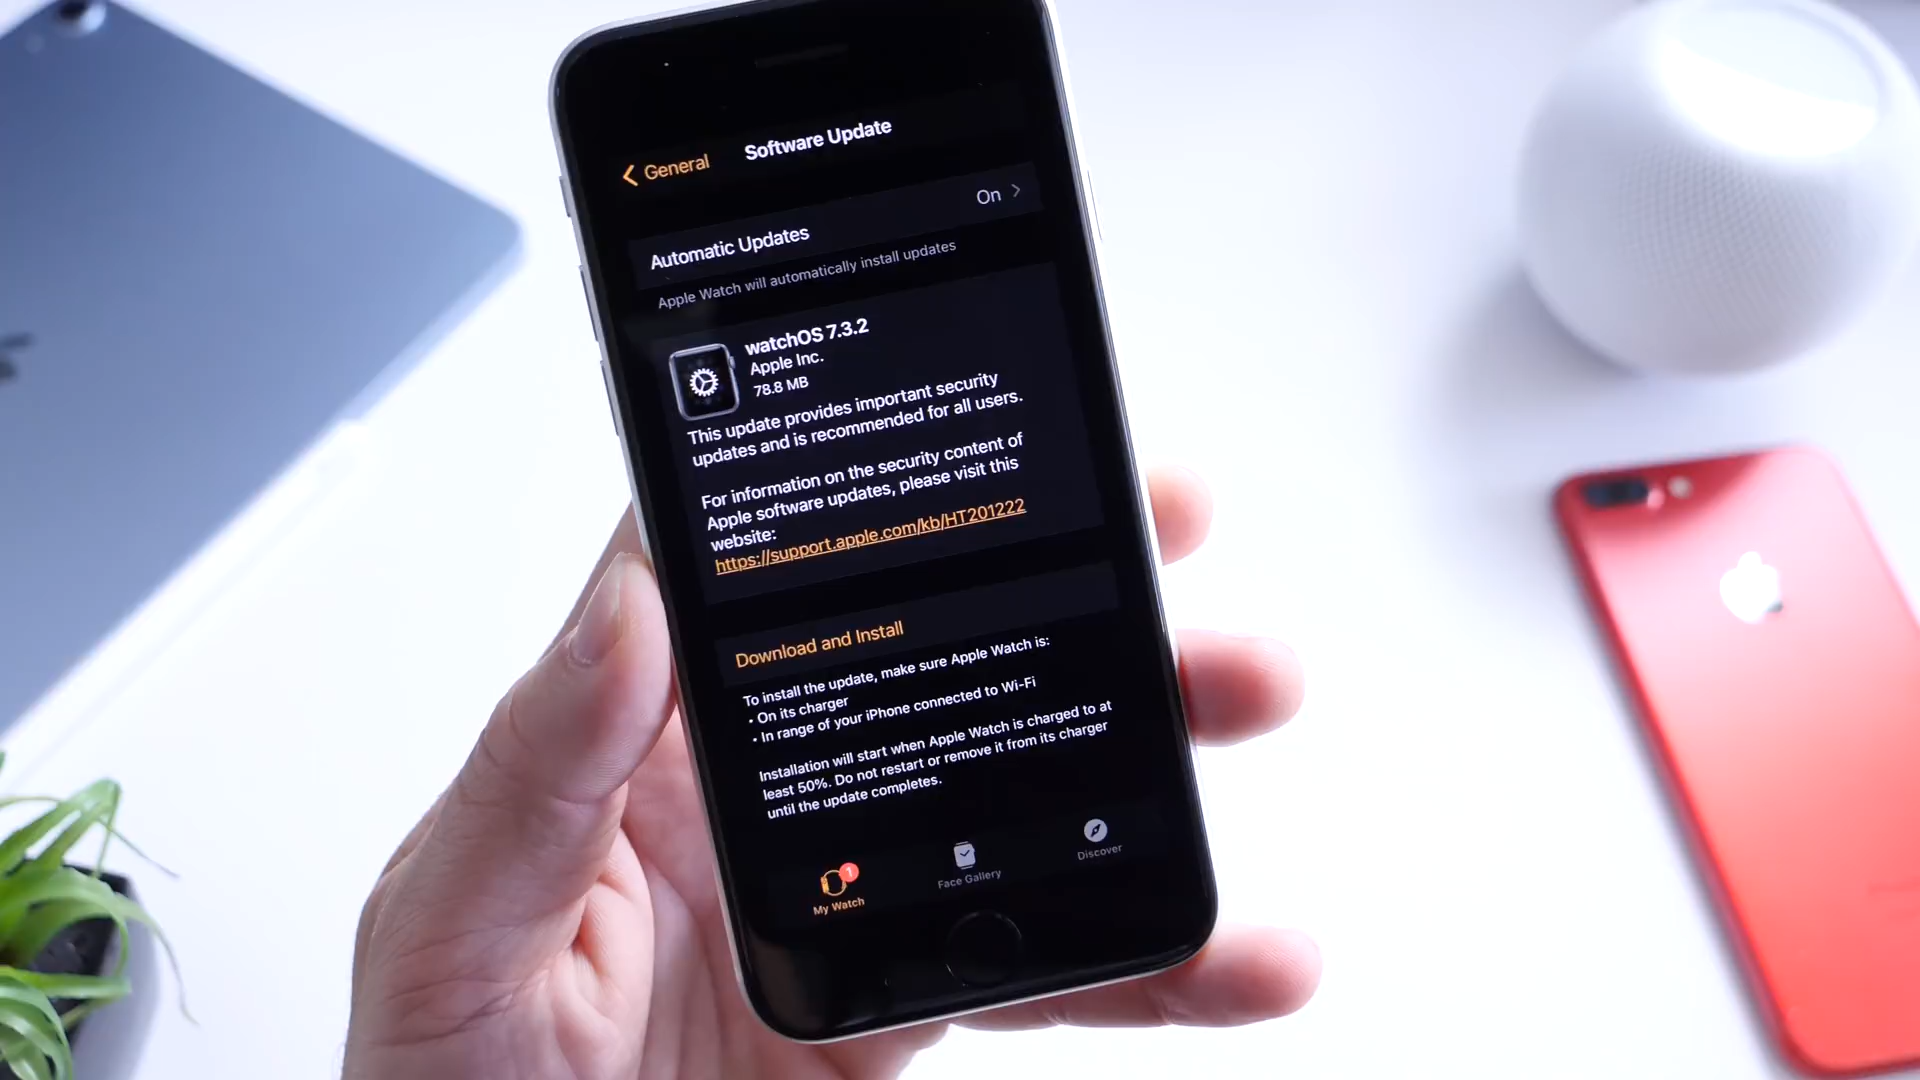 General
Software Update
Automatic Updates
On
Apple Watch will automatically install updates
watchOS 7.3.2
Apple Inc.
78.8 MB
This update provides important security
updates and is recommended for all users.
For information on the security content of
Apple software updates, please visit this
website:
https://support.apple.com/kb/HT201222
Download and Install
To install the update, make sure Apple Watch is:
• On its charger
• In range of your iPhone connected to Wi-Fi
Installation will start when Apple Watch is charged to at
least 50%. Do not restart or remove it from its charger
until the update completes.
1
My Watch
Face Gallery
Discover